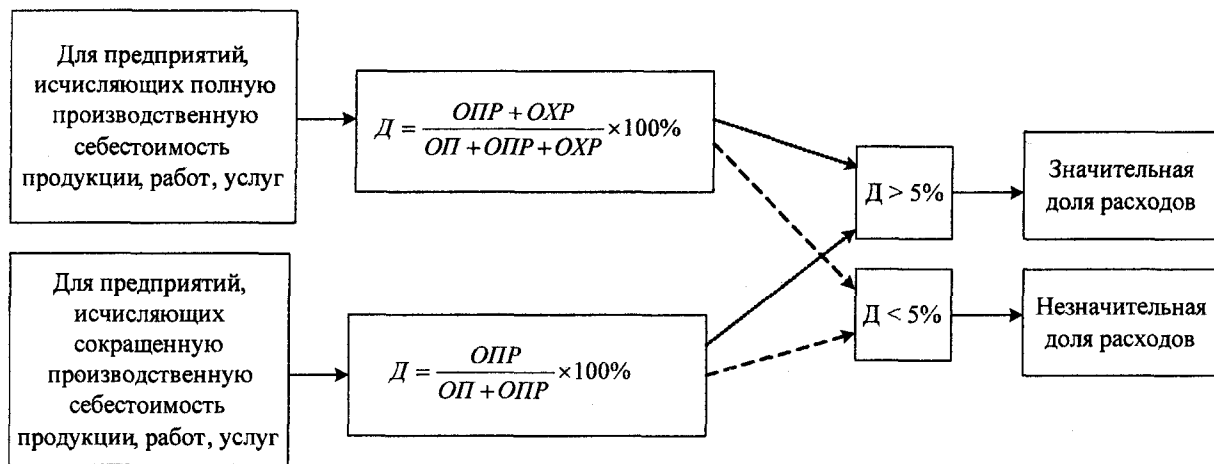 Для предприятий,
исчисляющих полную
производственную
себестоимость
продукции, работ, услуг
Д = (ОПР + ОХР) / (ОП + ОПР + ОХР) ×100%
Д > 5%
Значительная
доля расходов
Для предприятий,
исчисляющих
сокращенную
производственную
себестоимость
продукции, работ, услуг
Д = ОПР / (ОП + ОПР) ×100%
Д < 5%
Незначительная
доля расходов